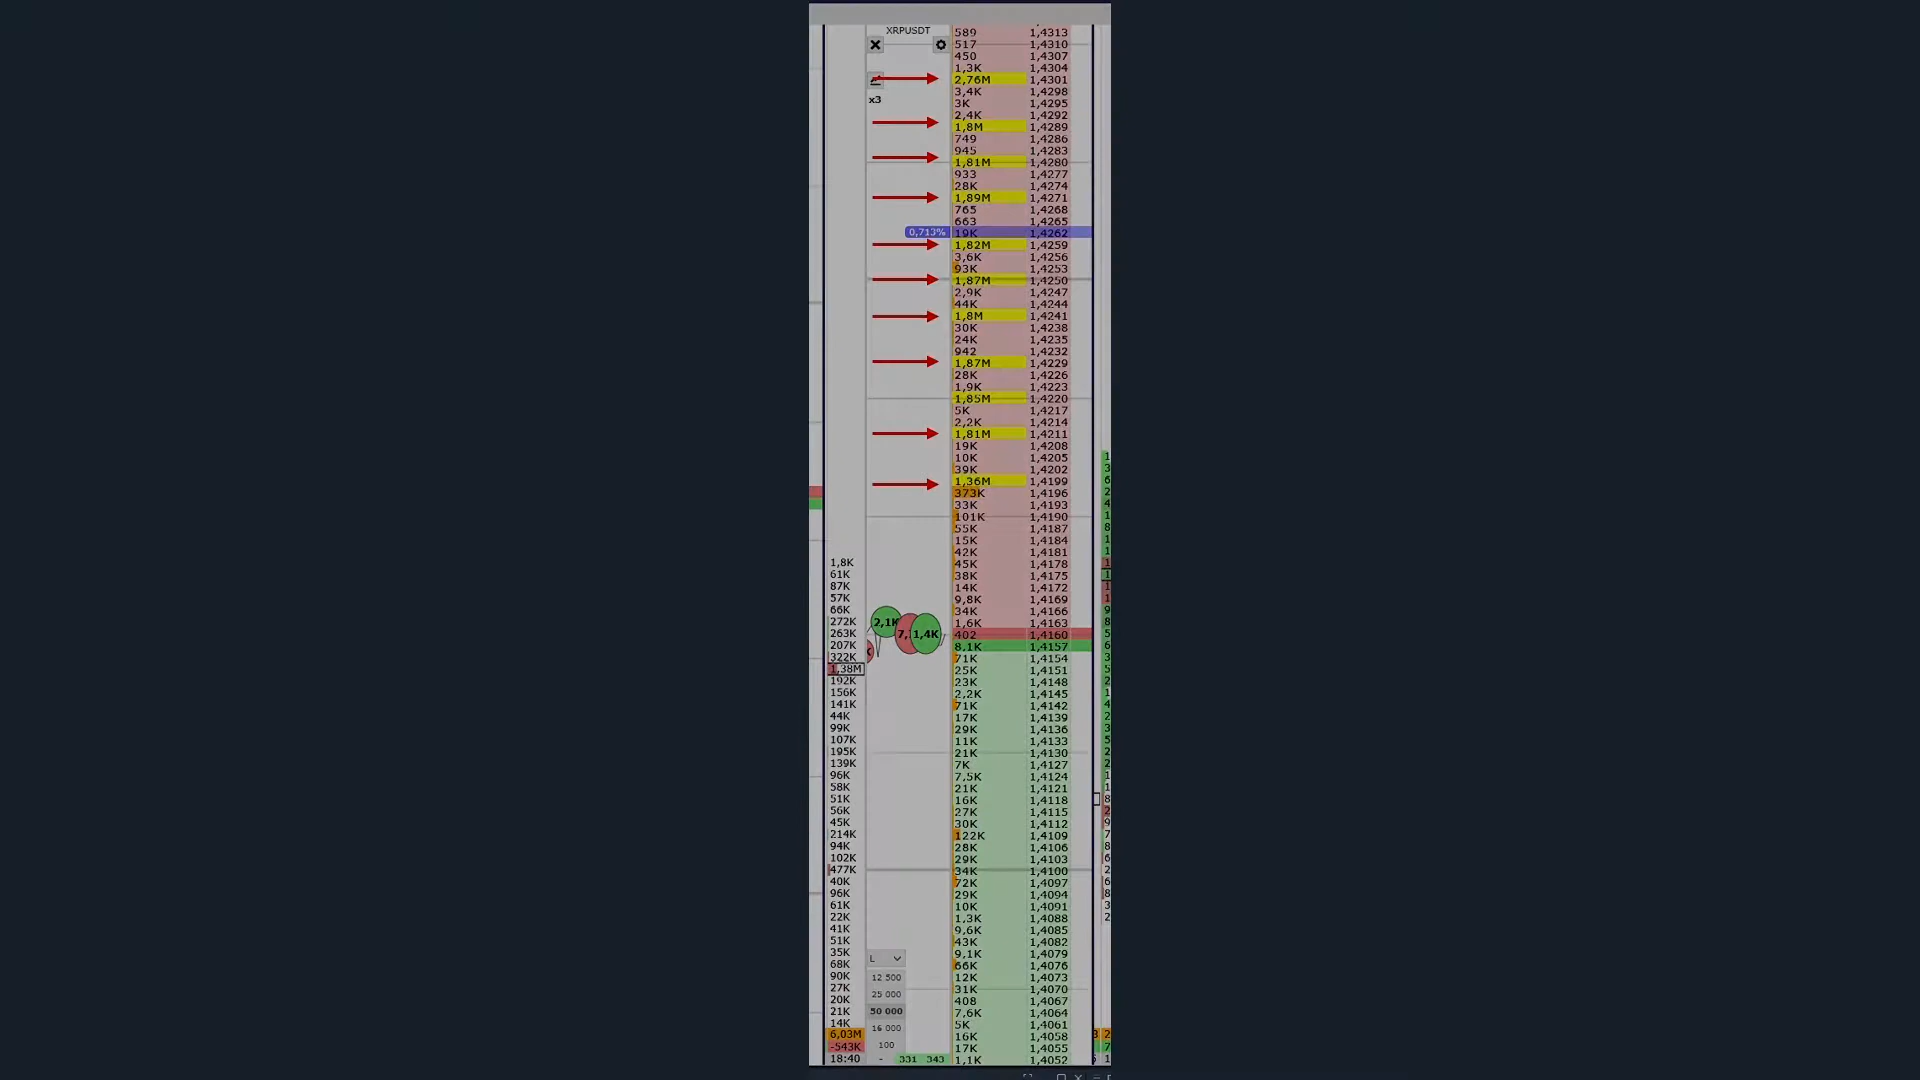 XRPUSDT
589 1,4313
517 1,4310
450 1,4307
1,3K 1,4304
2,76M 1,4301
3,4K 1,4298
x3
3K 1,4295
2,4K 1,4292
1,8M 1,4289
749 1,4286
945 1,4283
1,81M 1,4280
933 1,4277
28K 1,4274
1,89M 1,4271
765 1,4268
663 1,4265
0,713% 19K 1,4262
1,82M 1,4259
3,6K 1,4256
93K 1,4253
1,87M 1,4250
2,9K 1,4247
44K 1,4244
1,8M 1,4241
30K 1,4238
24K 1,4235
942 1,4232
1,87M 1,4229
28K 1,4226
1,9K 1,4223
1,85M 1,4220
5K 1,4217
2,2K 1,4214
1,81M 1,4211
19K 1,4208
10K 1,4205
39K 1,4202
1,36M 1,4199
373K 1,4196
33K 1,4193
101K 1,4190
55K 1,4187
15K 1,4184
42K 1,4181
1,8K 45K 1,4178
61K 38K 1,4175
87K 14K 1,4172
57K 9,8K 1,4169
66K 34K 1,4166
272K 2,1K 1,6K 1,4163
263K 7, 1,4K 402 1,4160
207K 8,1K 1,4157
322K 71K 1,4154
1,38M 25K 1,4151
192K 23K 1,4148
156K 2,2K 1,4145
141K 71K 1,4142
44K 17K 1,4139
99K 29K 1,4136
107K 11K 1,4133
195K 21K 1,4130
139K 7K 1,4127
96K 7,5K 1,4124
58K 21K 1,4121
51K 16K 1,4118
56K 27K 1,4115
45K 30K 1,4112
214K 122K 1,4109
94K 28K 1,4106
102K 29K 1,4103
477K 34K 1,4100
40K 72K 1,4097
96K 29K 1,4094
61K 10K 1,4091
22K 1,3K 1,4088
41K 9,6K 1,4085
51K 43K 1,4082
35K L 9,1K 1,4079
68K 66K 1,4076
90K 12 500 12K 1,4073
27K 25 000 31K 1,4070
20K 408 1,4067
21K 50 000 7,6K 1,4064
14K 16 000 5K 1,4061
6,03M 16K 1,4058
-543K 100 17K 1,4055
18:40 - 331 343 1,1K 1,4052